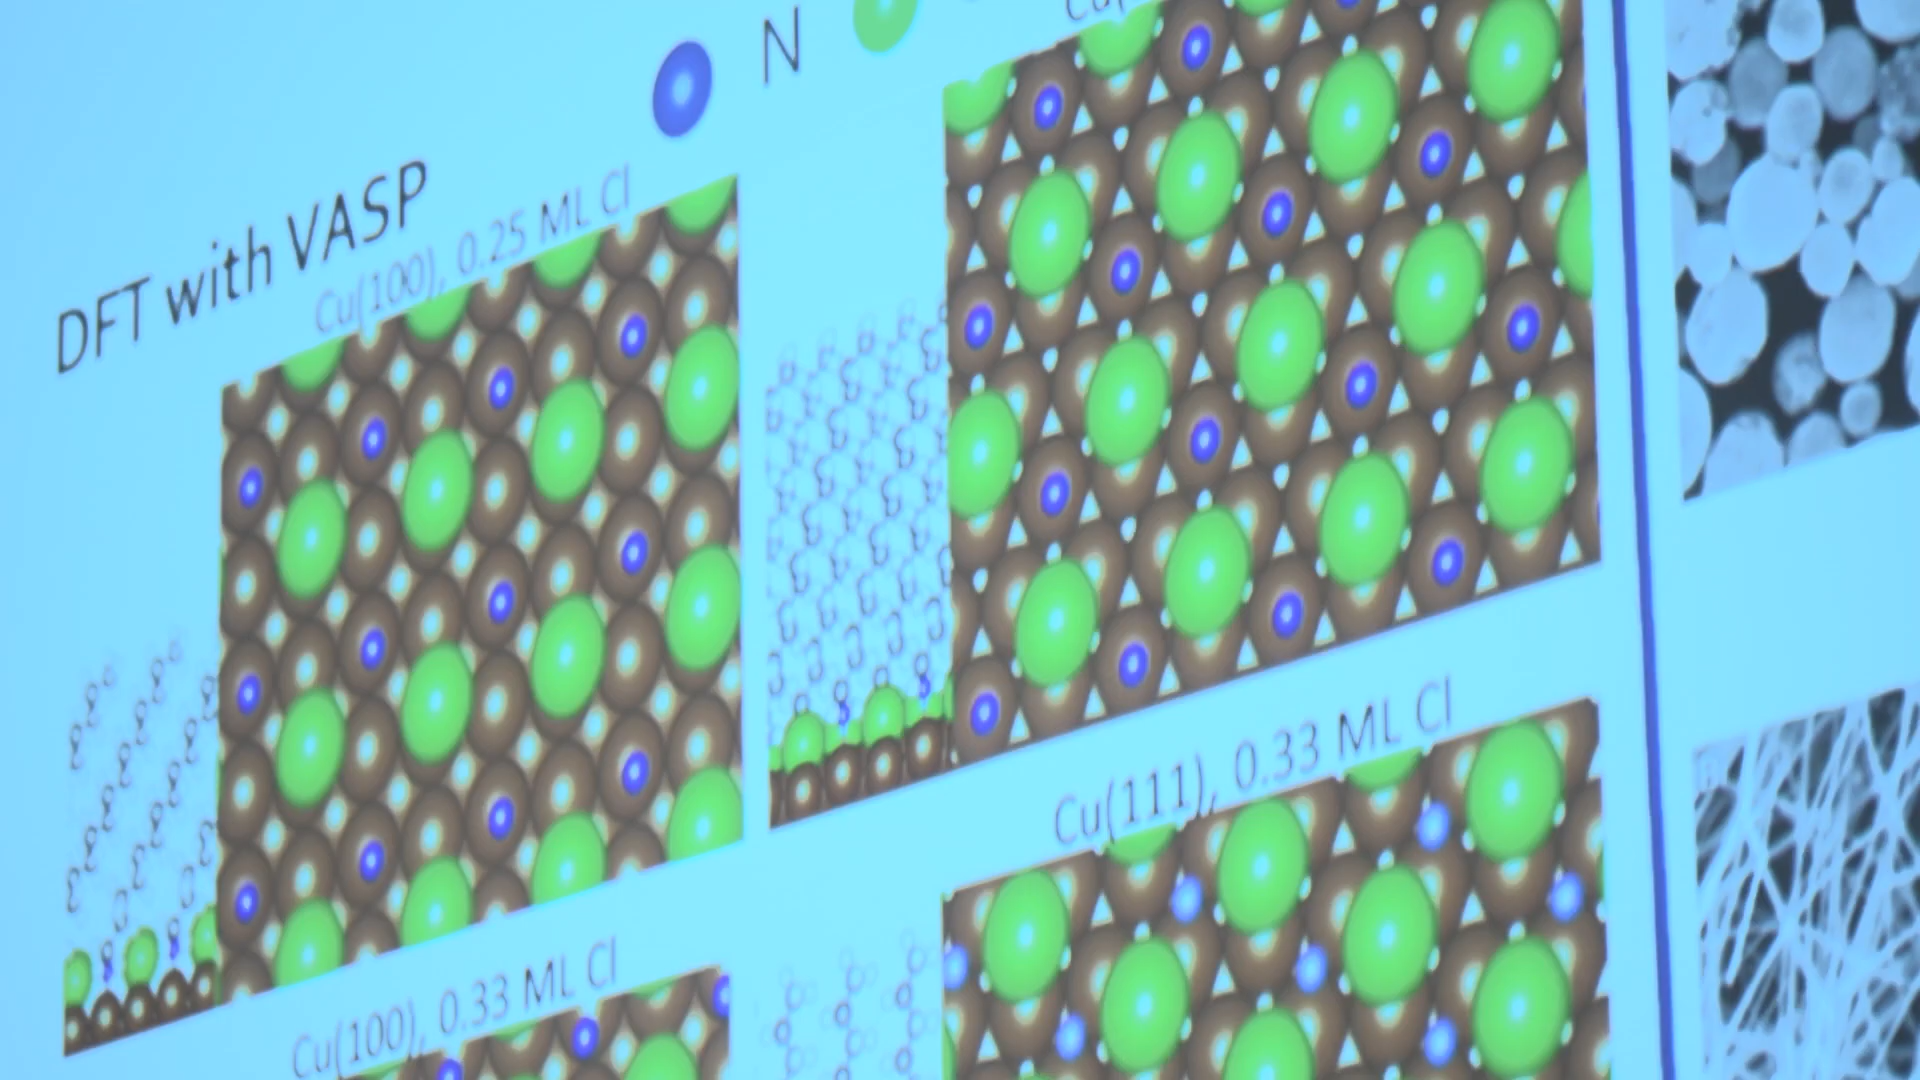 N
DFT with VASP
Cu(100), 0.25 ML Cl
Cu(111), 0.33 ML Cl
Cu(100), 0.33 ML Cl